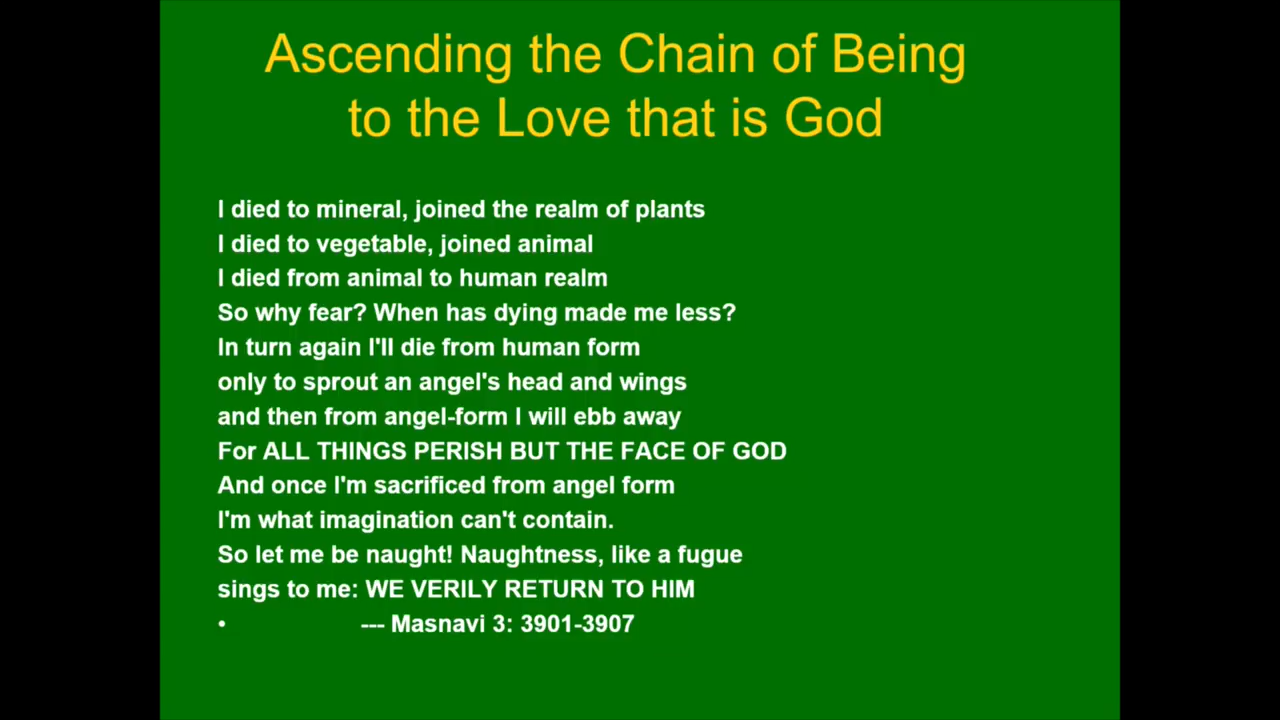 Ascending the Chain of Being
to the Love that is God
I died to mineral, joined the realm of plants
I died to vegetable, joined animal
I died from animal to human realm
So why fear? When has dying made me less?
In turn again I'll die from human form
only to sprout an angel's head and wings
and then from angel-form I will ebb away
For ALL THINGS PERISH BUT THE FACE OF GOD
And once I'm sacrificed from angel form
I'm what imagination can't contain.
So let me be naught! Naughtness, like a fugue
sings to me: WE VERILY RETURN TO HIM
• --- Masnavi 3: 3901-3907